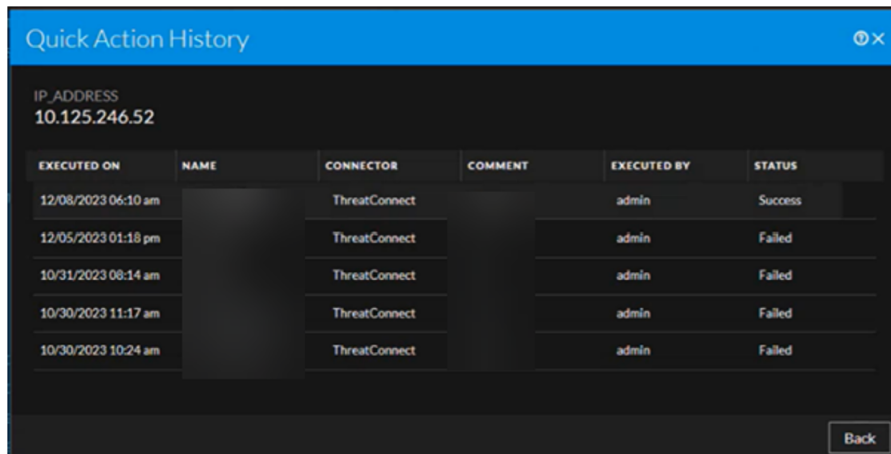 Quick Action History
IP_ADDRESS
10.125.246.52
EXECUTED ON NAME CONNECTOR COMMENT EXECUTED BY STATUS
12/08/2023 06:10 am ThreatConnect admin Success
12/05/2023 01:18 pm ThreatConnect admin Failed
10/31/2023 08:14 am ThreatConnect admin Failed
10/30/2023 11:17 am ThreatConnect admin Failed
10/30/2023 10:24 am ThreatConnect admin Failed
Back